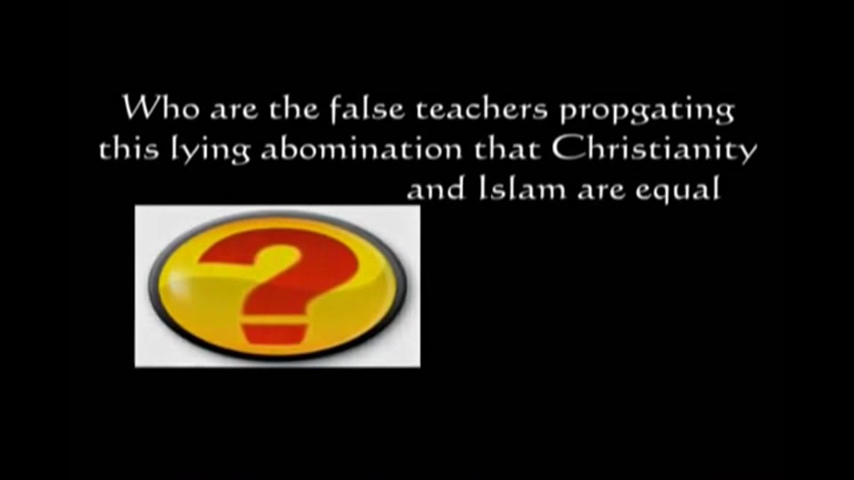 Who are the false teachers propgating
this lying abomination that Christianity
and Islam are equal
?